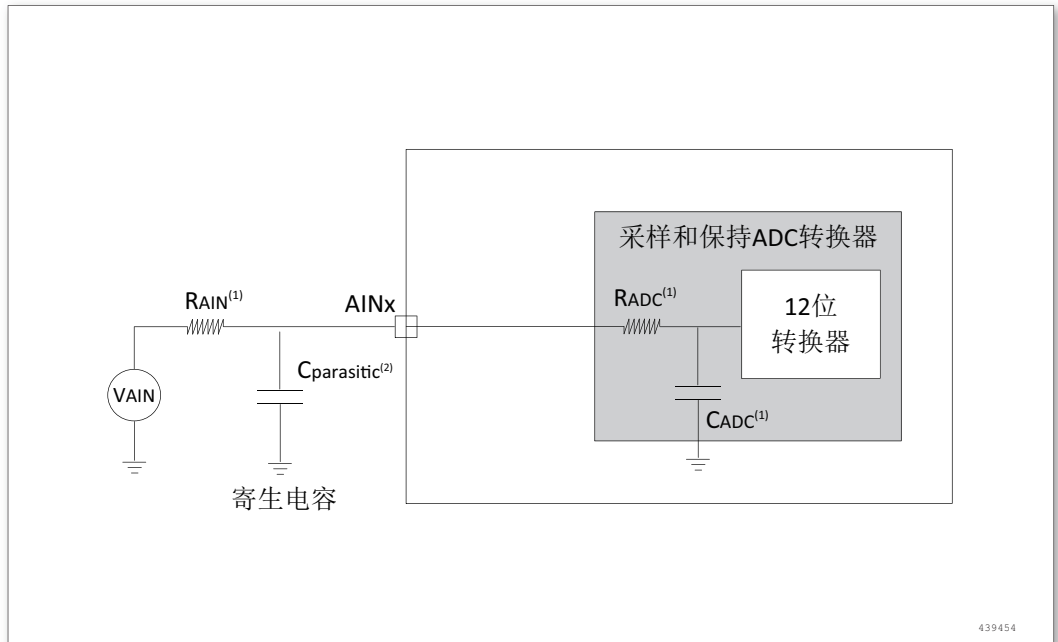 采样和保持ADC转换器
RAIN(1)
AINx
RADC(1)
12位
转换器
Cparasitic(2)
VAIN
CADC(1)
寄生电容
439454